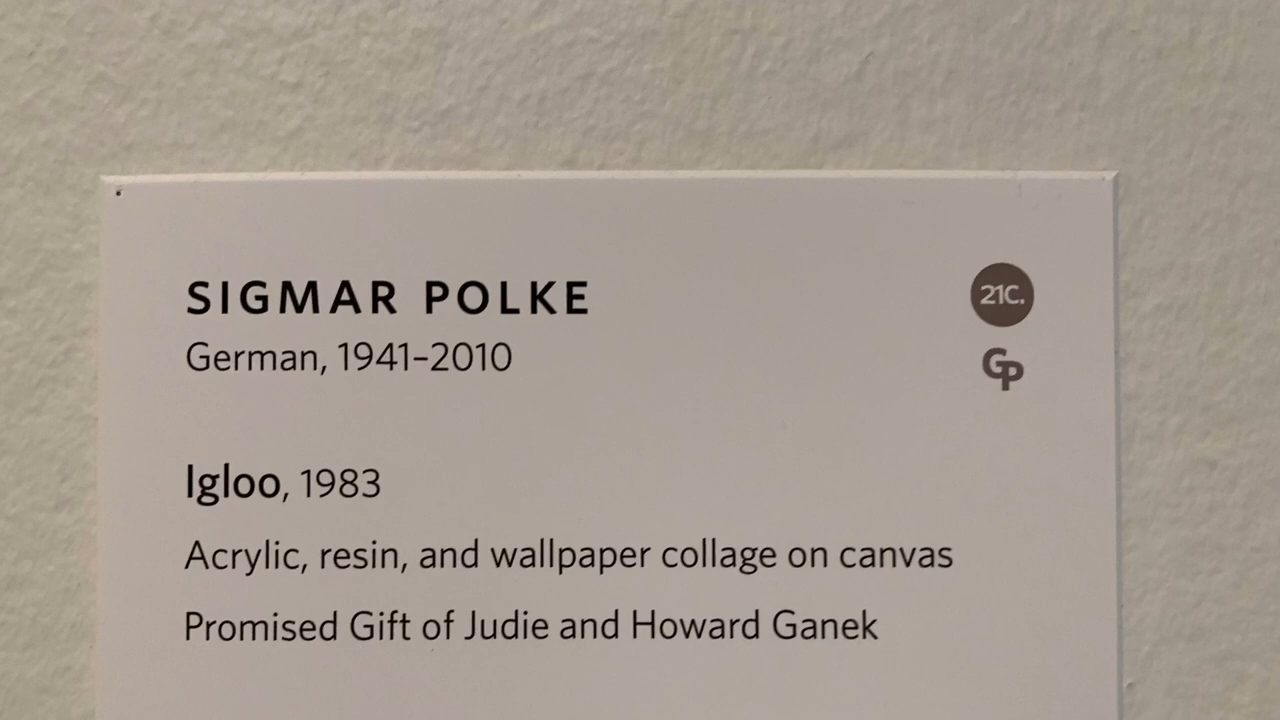 SIGMAR POLKE
German, 1941–2010
21C.
GP
Igloo, 1983
Acrylic, resin, and wallpaper collage on canvas
Promised Gift of Judie and Howard Ganek